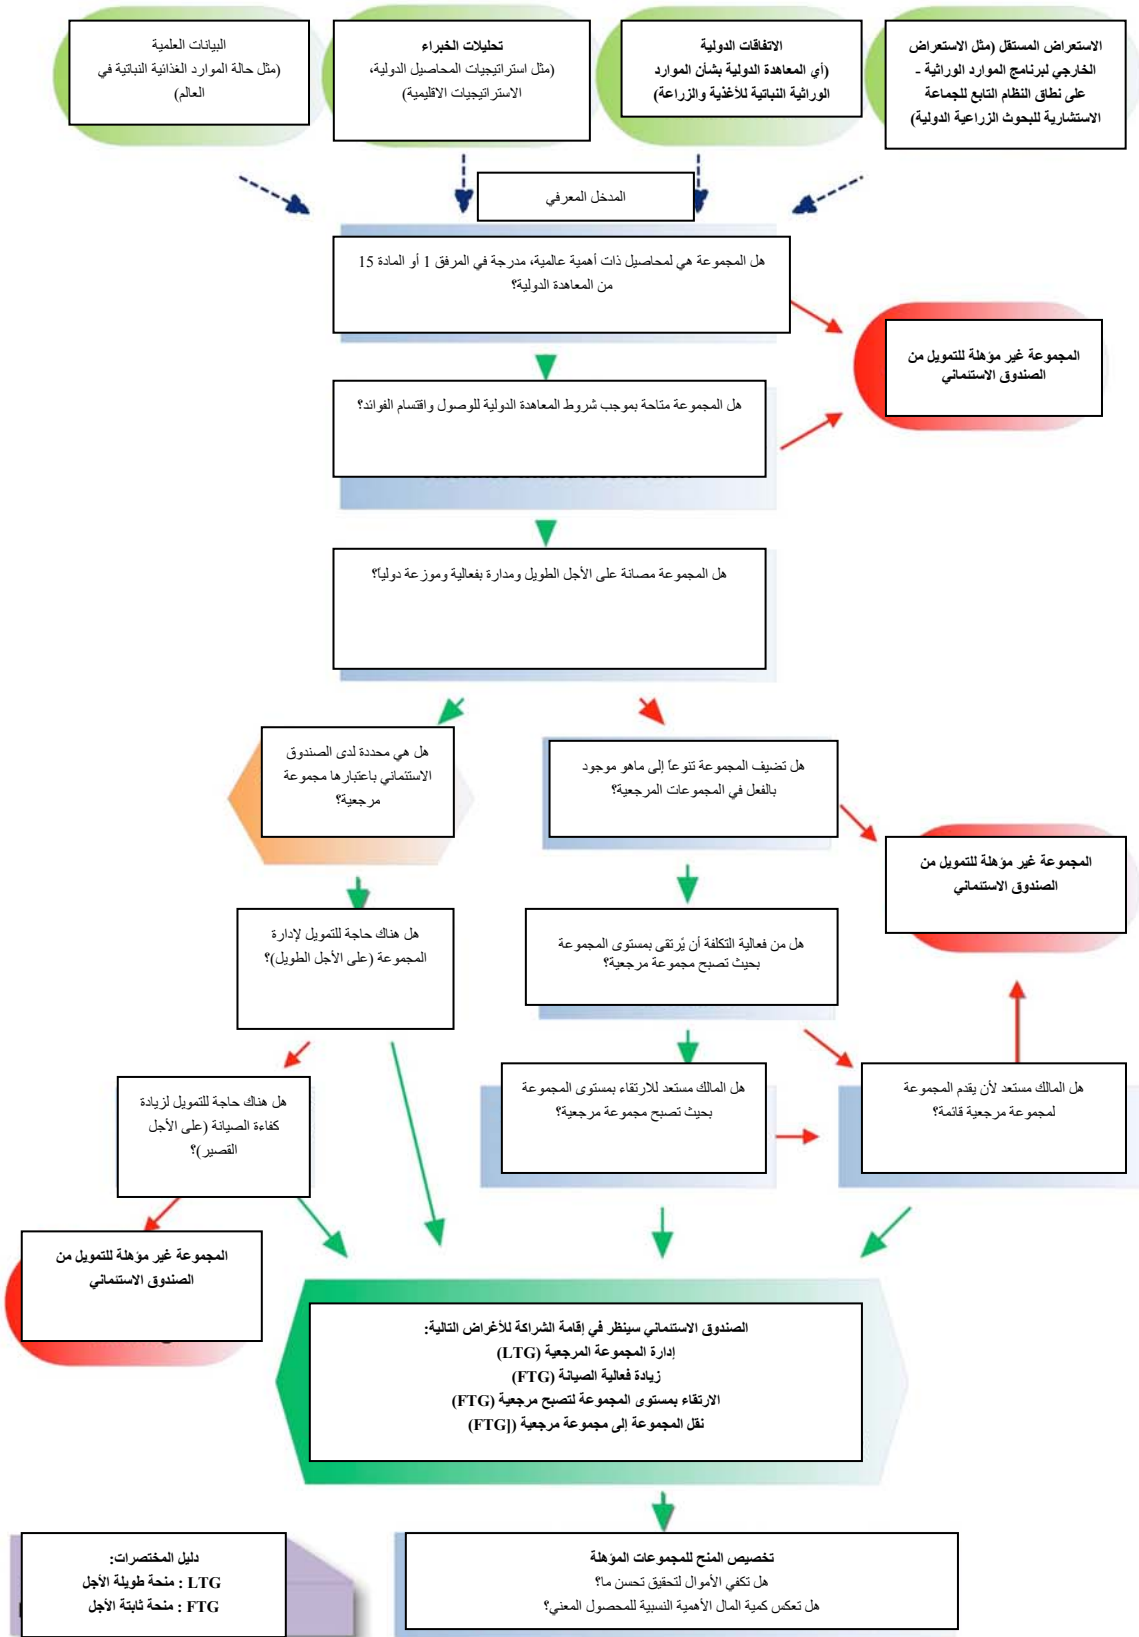 الاستعراض المستقل (مثل الاستعراض
الخارجي لبرنامج الموارد الوراثية -
على نطاق النظام التابع للجماعة
الاستشارية للبحوث الزراعية الدولية)
الاتفاقات الدولية
(أي المعاهدة الدولية بشأن الموارد
الوراثية النباتية للأغذية والزراعة)
تحليلات الخبراء
(مثل استراتيجيات المحاصيل الدولية،
الاستراتيجيات الاقليمية)
البيانات العلمية
(مثل حالة الموارد الغذائية النباتية في
العالم)
المدخل المعرفي
هل المجموعة هي لمحاصيل ذات أهمية عالمية، مدرجة في المرفق 1 أو المادة 15
من المعاهدة الدولية؟
المجموعة غير مؤهلة للتمويل من
الصندوق الاستئماني
هل المجموعة متاحة بموجب شروط المعاهدة الدولية للوصول واقتسام الفوائد؟
هل المجموعة مصانة على الأجل الطويل ومدارة بفعالية وموزعة دولياً؟
هل تضيف المجموعة تنوعاً إلى ماهو موجود
بالفعل في المجموعات المرجعية؟
هل هي محددة لدى الصندوق
الاستئماني باعتبارها مجموعة
مرجعية؟
المجموعة غير مؤهلة للتمويل من
الصندوق الاستئماني
هل من فعالية التكلفة أن يُرتقى بمستوى المجموعة
بحيث تصبح مجموعة مرجعية؟
هل هناك حاجة للتمويل لإدارة
المجموعة (على الأجل الطويل)؟
هل المالك مستعد لأن يقدم المجموعة
لمجموعة مرجعية قائمة؟
هل المالك مستعد للارتقاء بمستوى المجموعة
بحيث تصبح مجموعة مرجعية؟
هل هناك حاجة للتمويل لزيادة
كفاءة الصيانة (على الأجل
القصير)؟
المجموعة غير مؤهلة للتمويل من
الصندوق الاستئماني
الصندوق الاستئماني سينظر في إقامة الشراكة للأغراض التالية:
إدارة المجموعة المرجعية (LTG)
زيادة فعالية الصيانة (FTG)
الارتقاء بمستوى المجموعة لتصبح مرجعية (FTG)
نقل المجموعة إلى مجموعة مرجعية ([FTG)
تخصيص المنح للمجموعات المؤهلة
هل تكفي الأموال لتحقيق تحسن ما؟
هل تعكس كمية المال الأهمية النسبية للمحصول المعني؟
دليل المختصرات:
LTG : منحة طويلة الأجل
FTG : منحة ثابتة الأجل